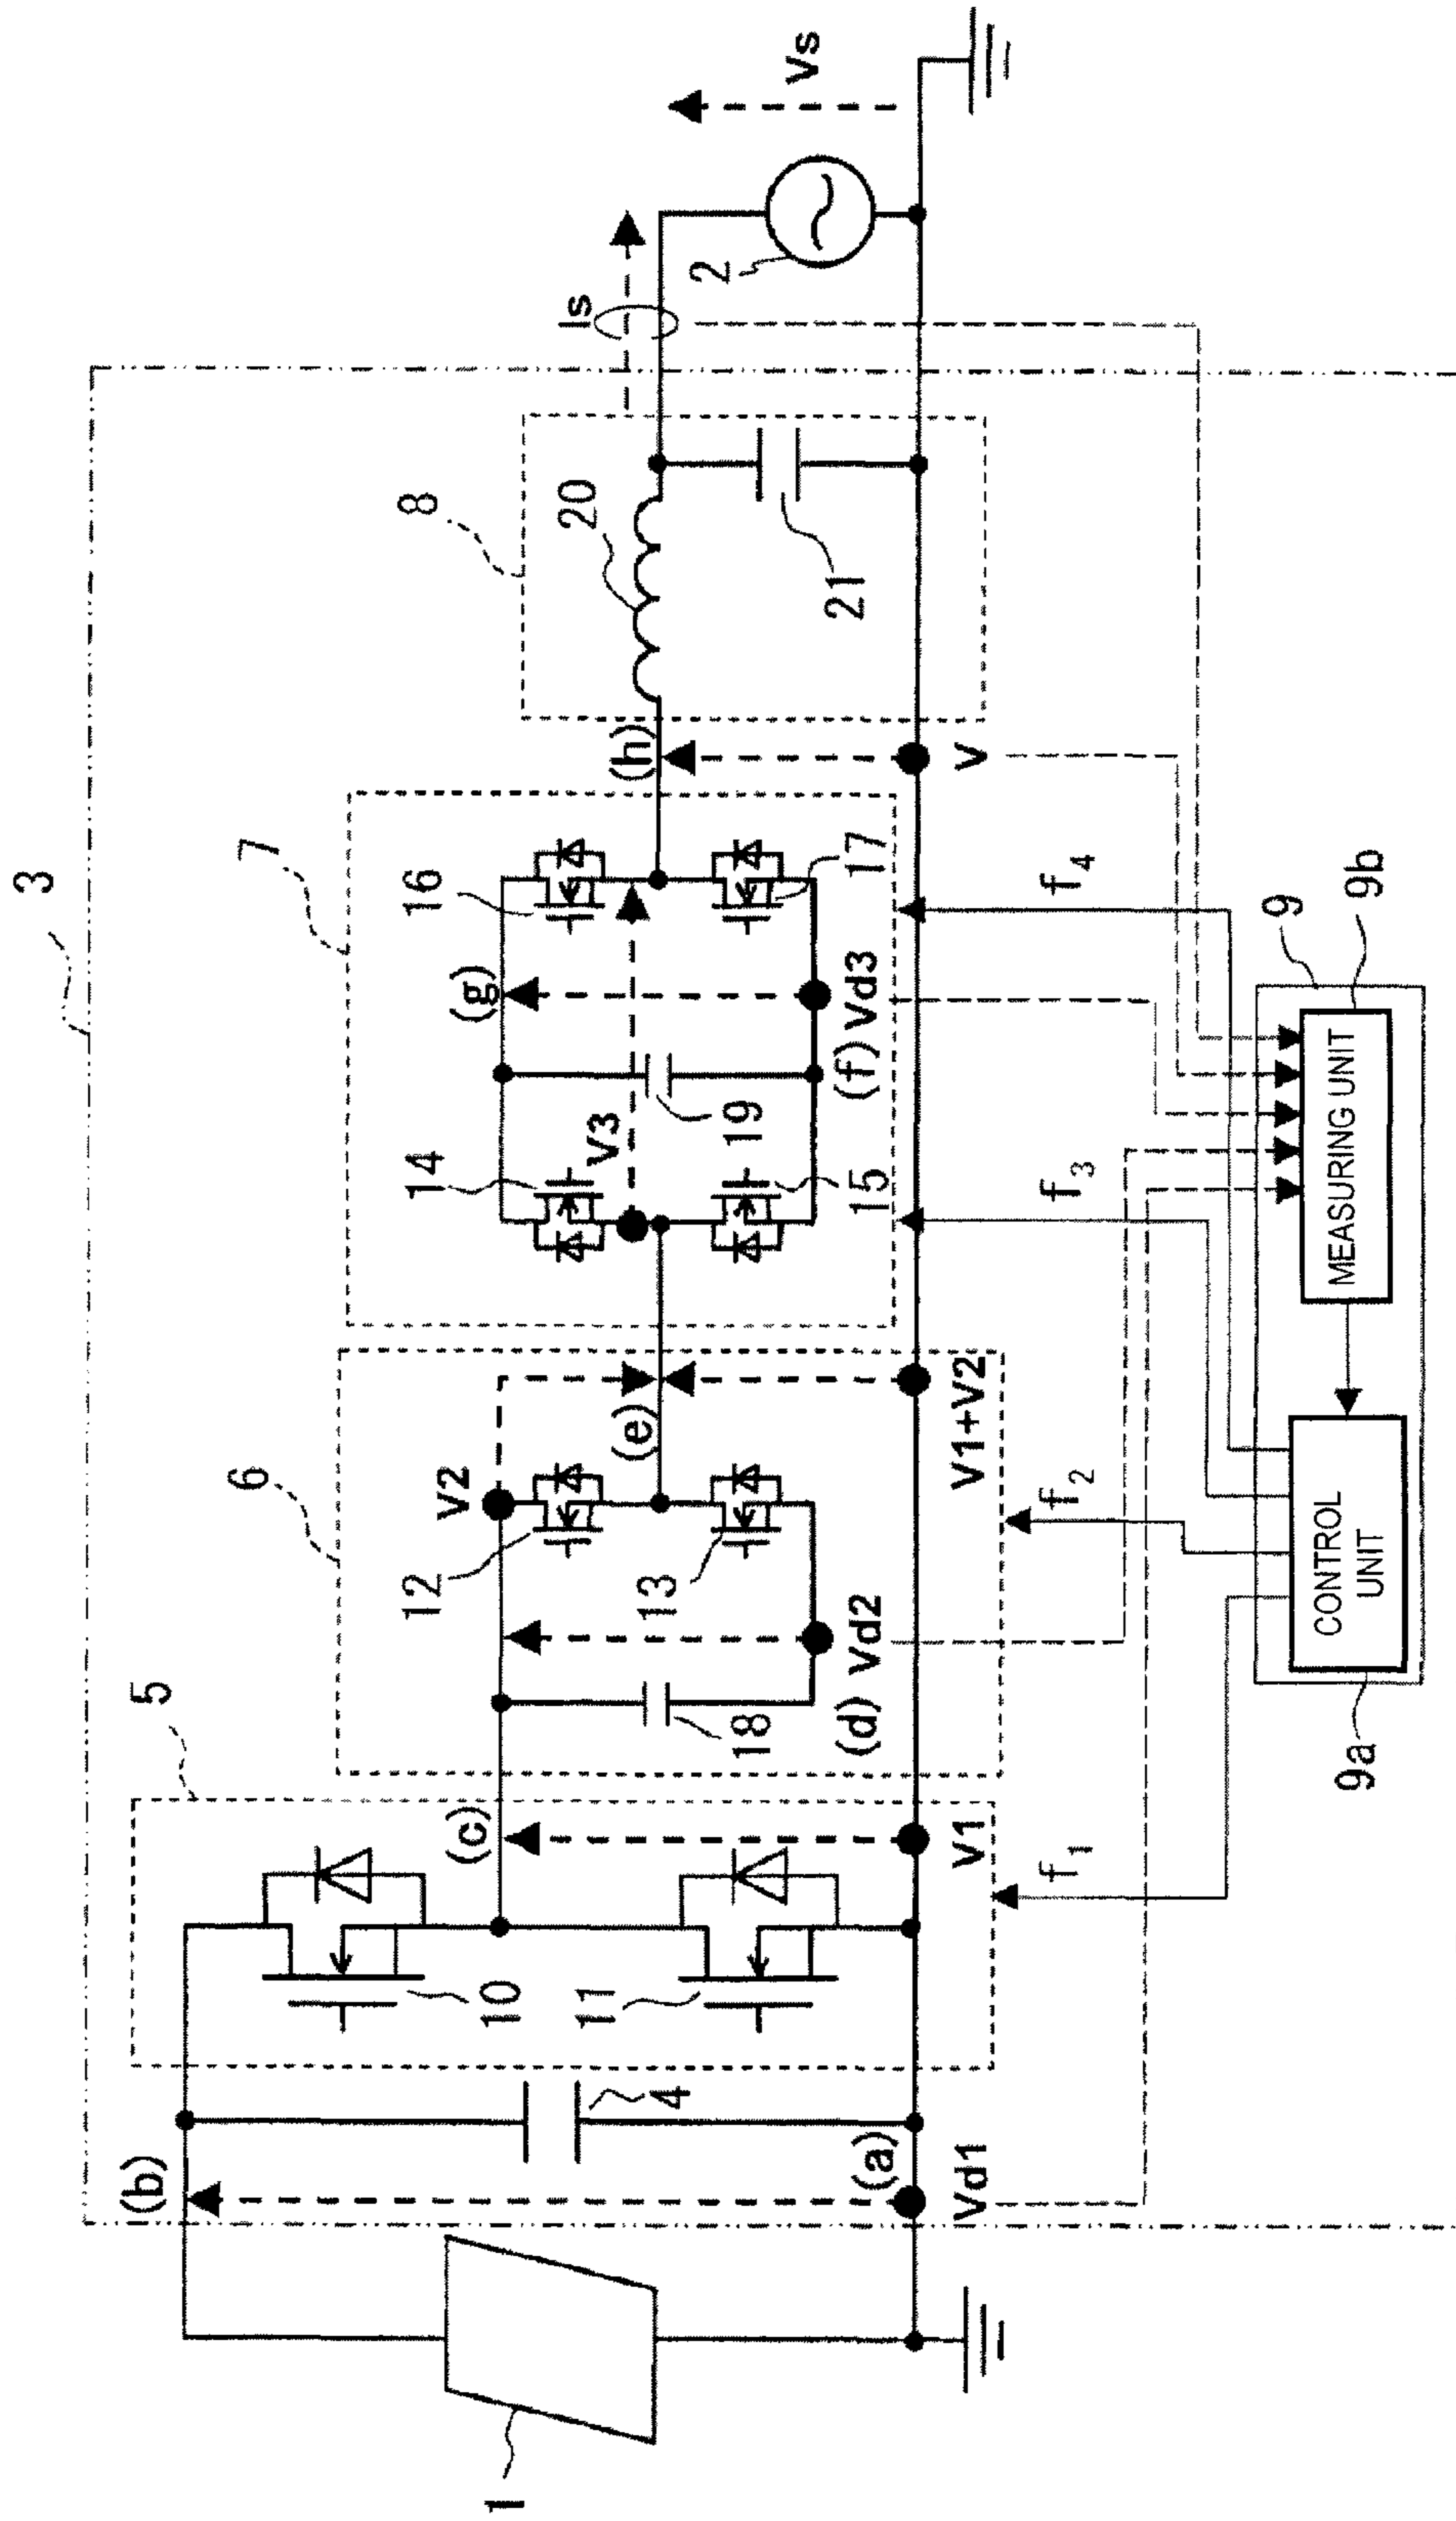 3
5
6
7
8
(b)
(c)
V2
(g)
Is
Vs
10
12
14
16
20
(e)
(h)
2
1
4
11
18
13
V3
19
15
17
21
(a)
(d) Vd2
(f) Vd3
Vd1
V1
V1+V2
V
f1
f2
f3
f4
9
9a
9b
CONTROL
UNIT
MEASURING UNIT